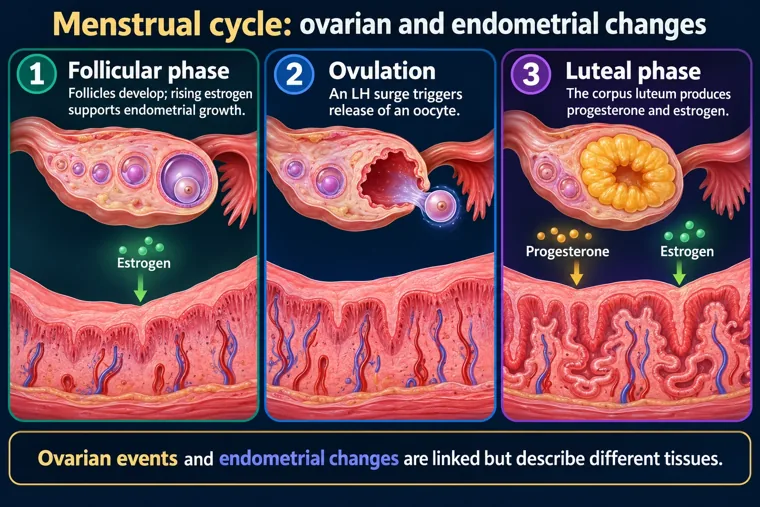 Menstrual cycle: ovarian and endometrial changes
1 Follicular phase
Follicles develop; rising estrogen
supports endometrial growth.
Estrogen
2 Ovulation
An LH surge triggers
release of an oocyte.
3 Luteal phase
The corpus luteum produces
progesterone and estrogen.
Progesterone
Estrogen
Ovarian events and endometrial changes are linked but describe different tissues.